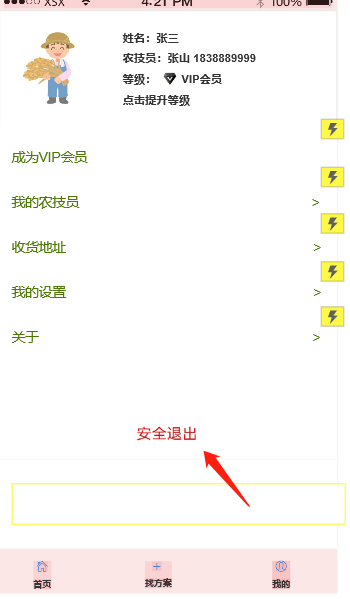 XSX 4:21 PM 100%
姓名：张三
农技员：张山 1838889999
等级： VIP会员
点击提升等级
成为VIP会员
我的农技员 >
收货地址 >
我的设置 >
关于 >
安全退出
首页 找方案 我的